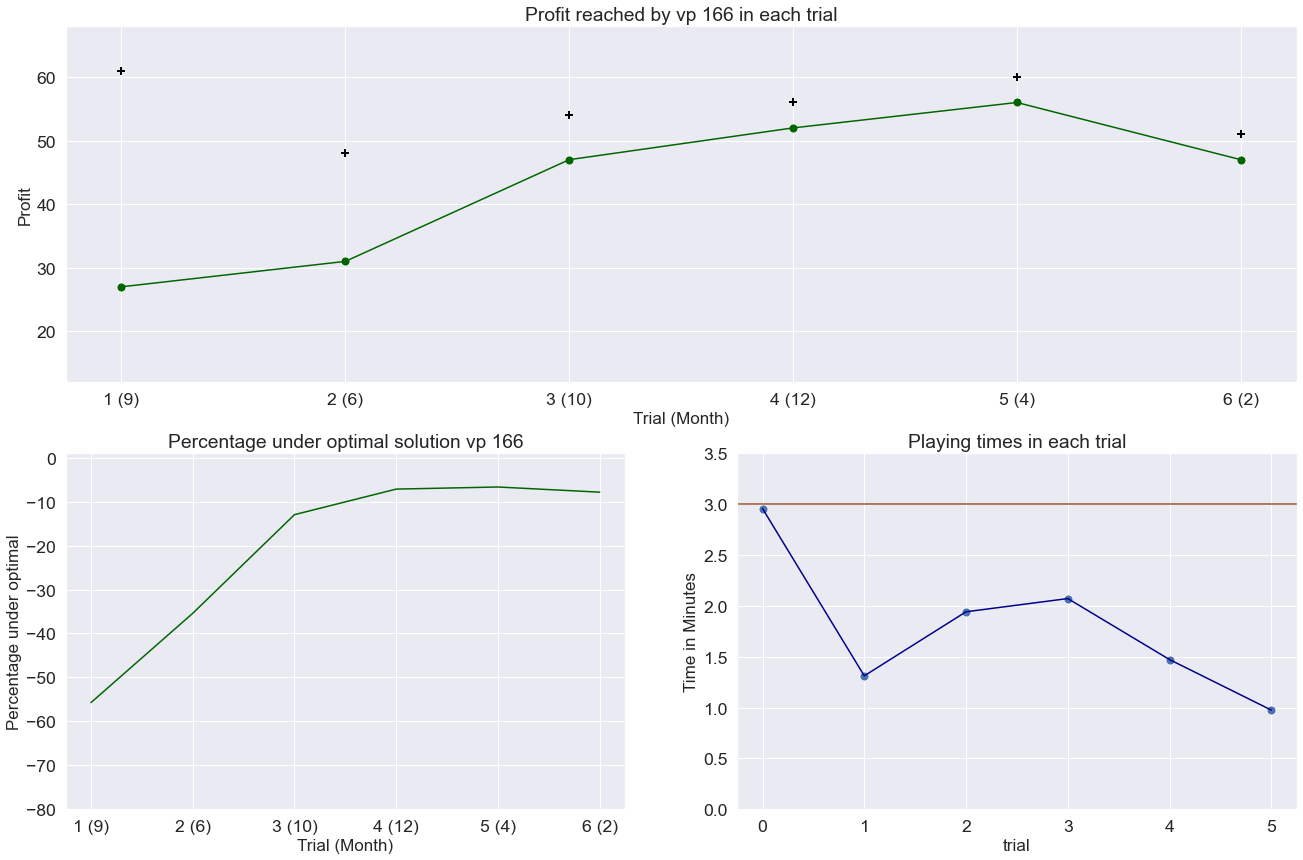 Profit reached by vp 166 in each trial
60
50
40
30
20
Profit
1 (9) 2 (6) 3 (10) 4 (12) 5 (4) 6 (2)
Trial (Month)
Percentage under optimal solution vp 166
0
−10
−20
−30
−40
−50
−60
−70
−80
Percentage under optimal
1 (9) 2 (6) 3 (10) 4 (12) 5 (4) 6 (2)
Trial (Month)
Playing times in each trial
3.5
3.0
2.5
2.0
1.5
1.0
0.5
0.0
Time in Minutes
0 1 2 3 4 5
trial